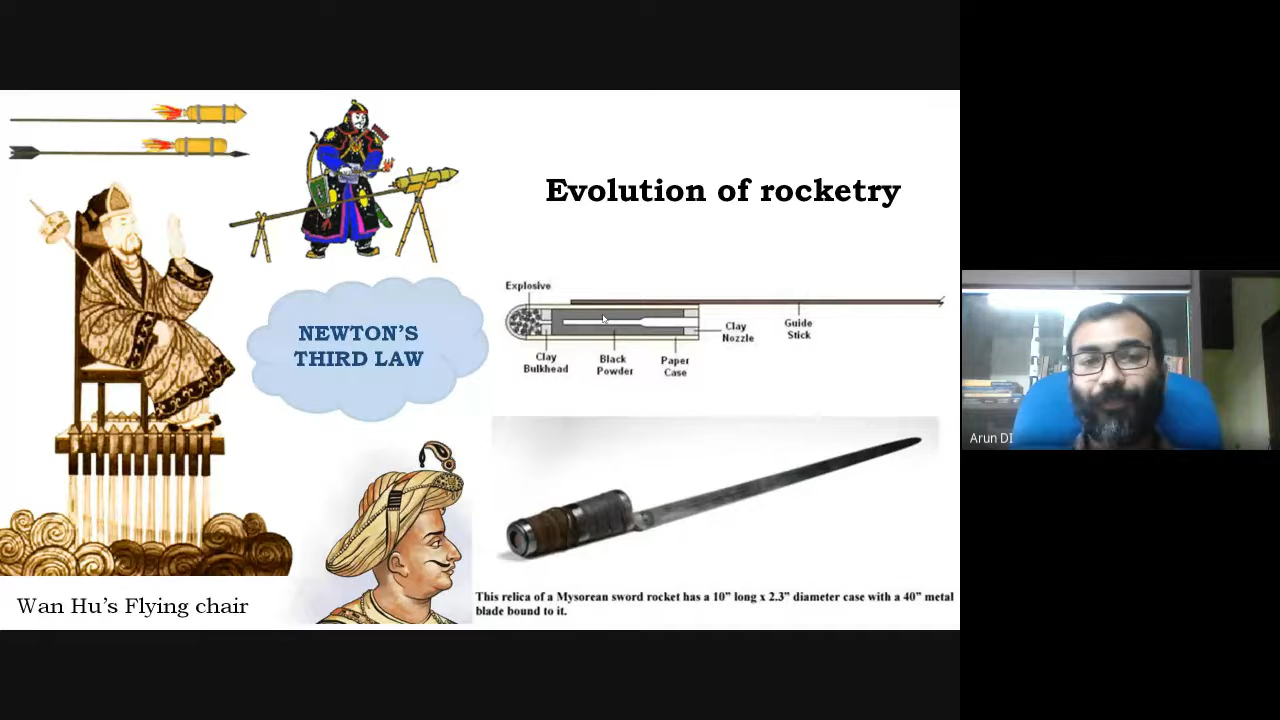 Evolution of rocketry
NEWTON'S
THIRD LAW
Explosive
Clay
Bulkhead
Black
Powder
Paper
Case
Clay
Nozzle
Guide
Stick
This relica of a Mysorean sword rocket has a 10” long x 2.3” diameter case with a 40” metal
blade bound to it.
Wan Hu's Flying chair
Arun DI